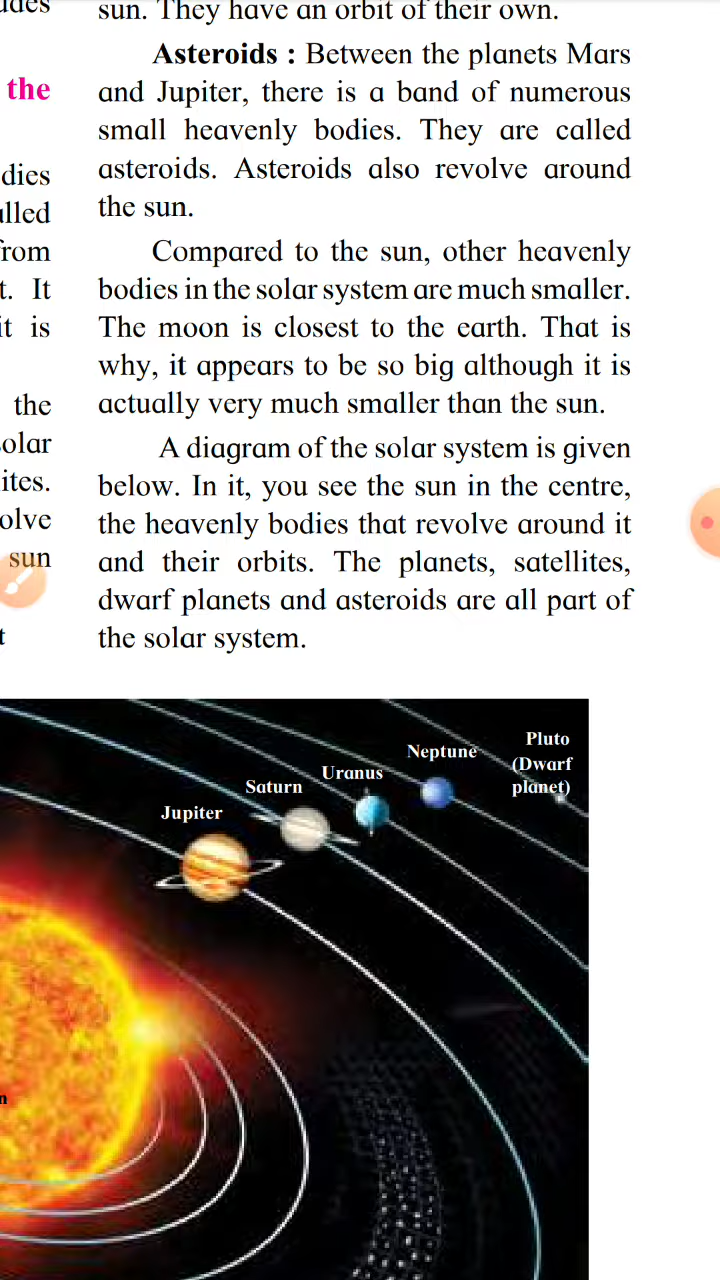 sun. They have an orbit of their own.
Asteroids : Between the planets Mars
and Jupiter, there is a band of numerous
small heavenly bodies. They are called
asteroids. Asteroids also revolve around
the sun.
Compared to the sun, other heavenly
bodies in the solar system are much smaller.
The moon is closest to the earth. That is
why, it appears to be so big although it is
actually very much smaller than the sun.
A diagram of the solar system is given
below. In it, you see the sun in the centre,
the heavenly bodies that revolve around it
and their orbits. The planets, satellites,
dwarf planets and asteroids are all part of
the solar system.
the
t. It
it is
the
sun
Jupiter
Saturn
Uranus
Neptune
Pluto
(Dwarf
planet)